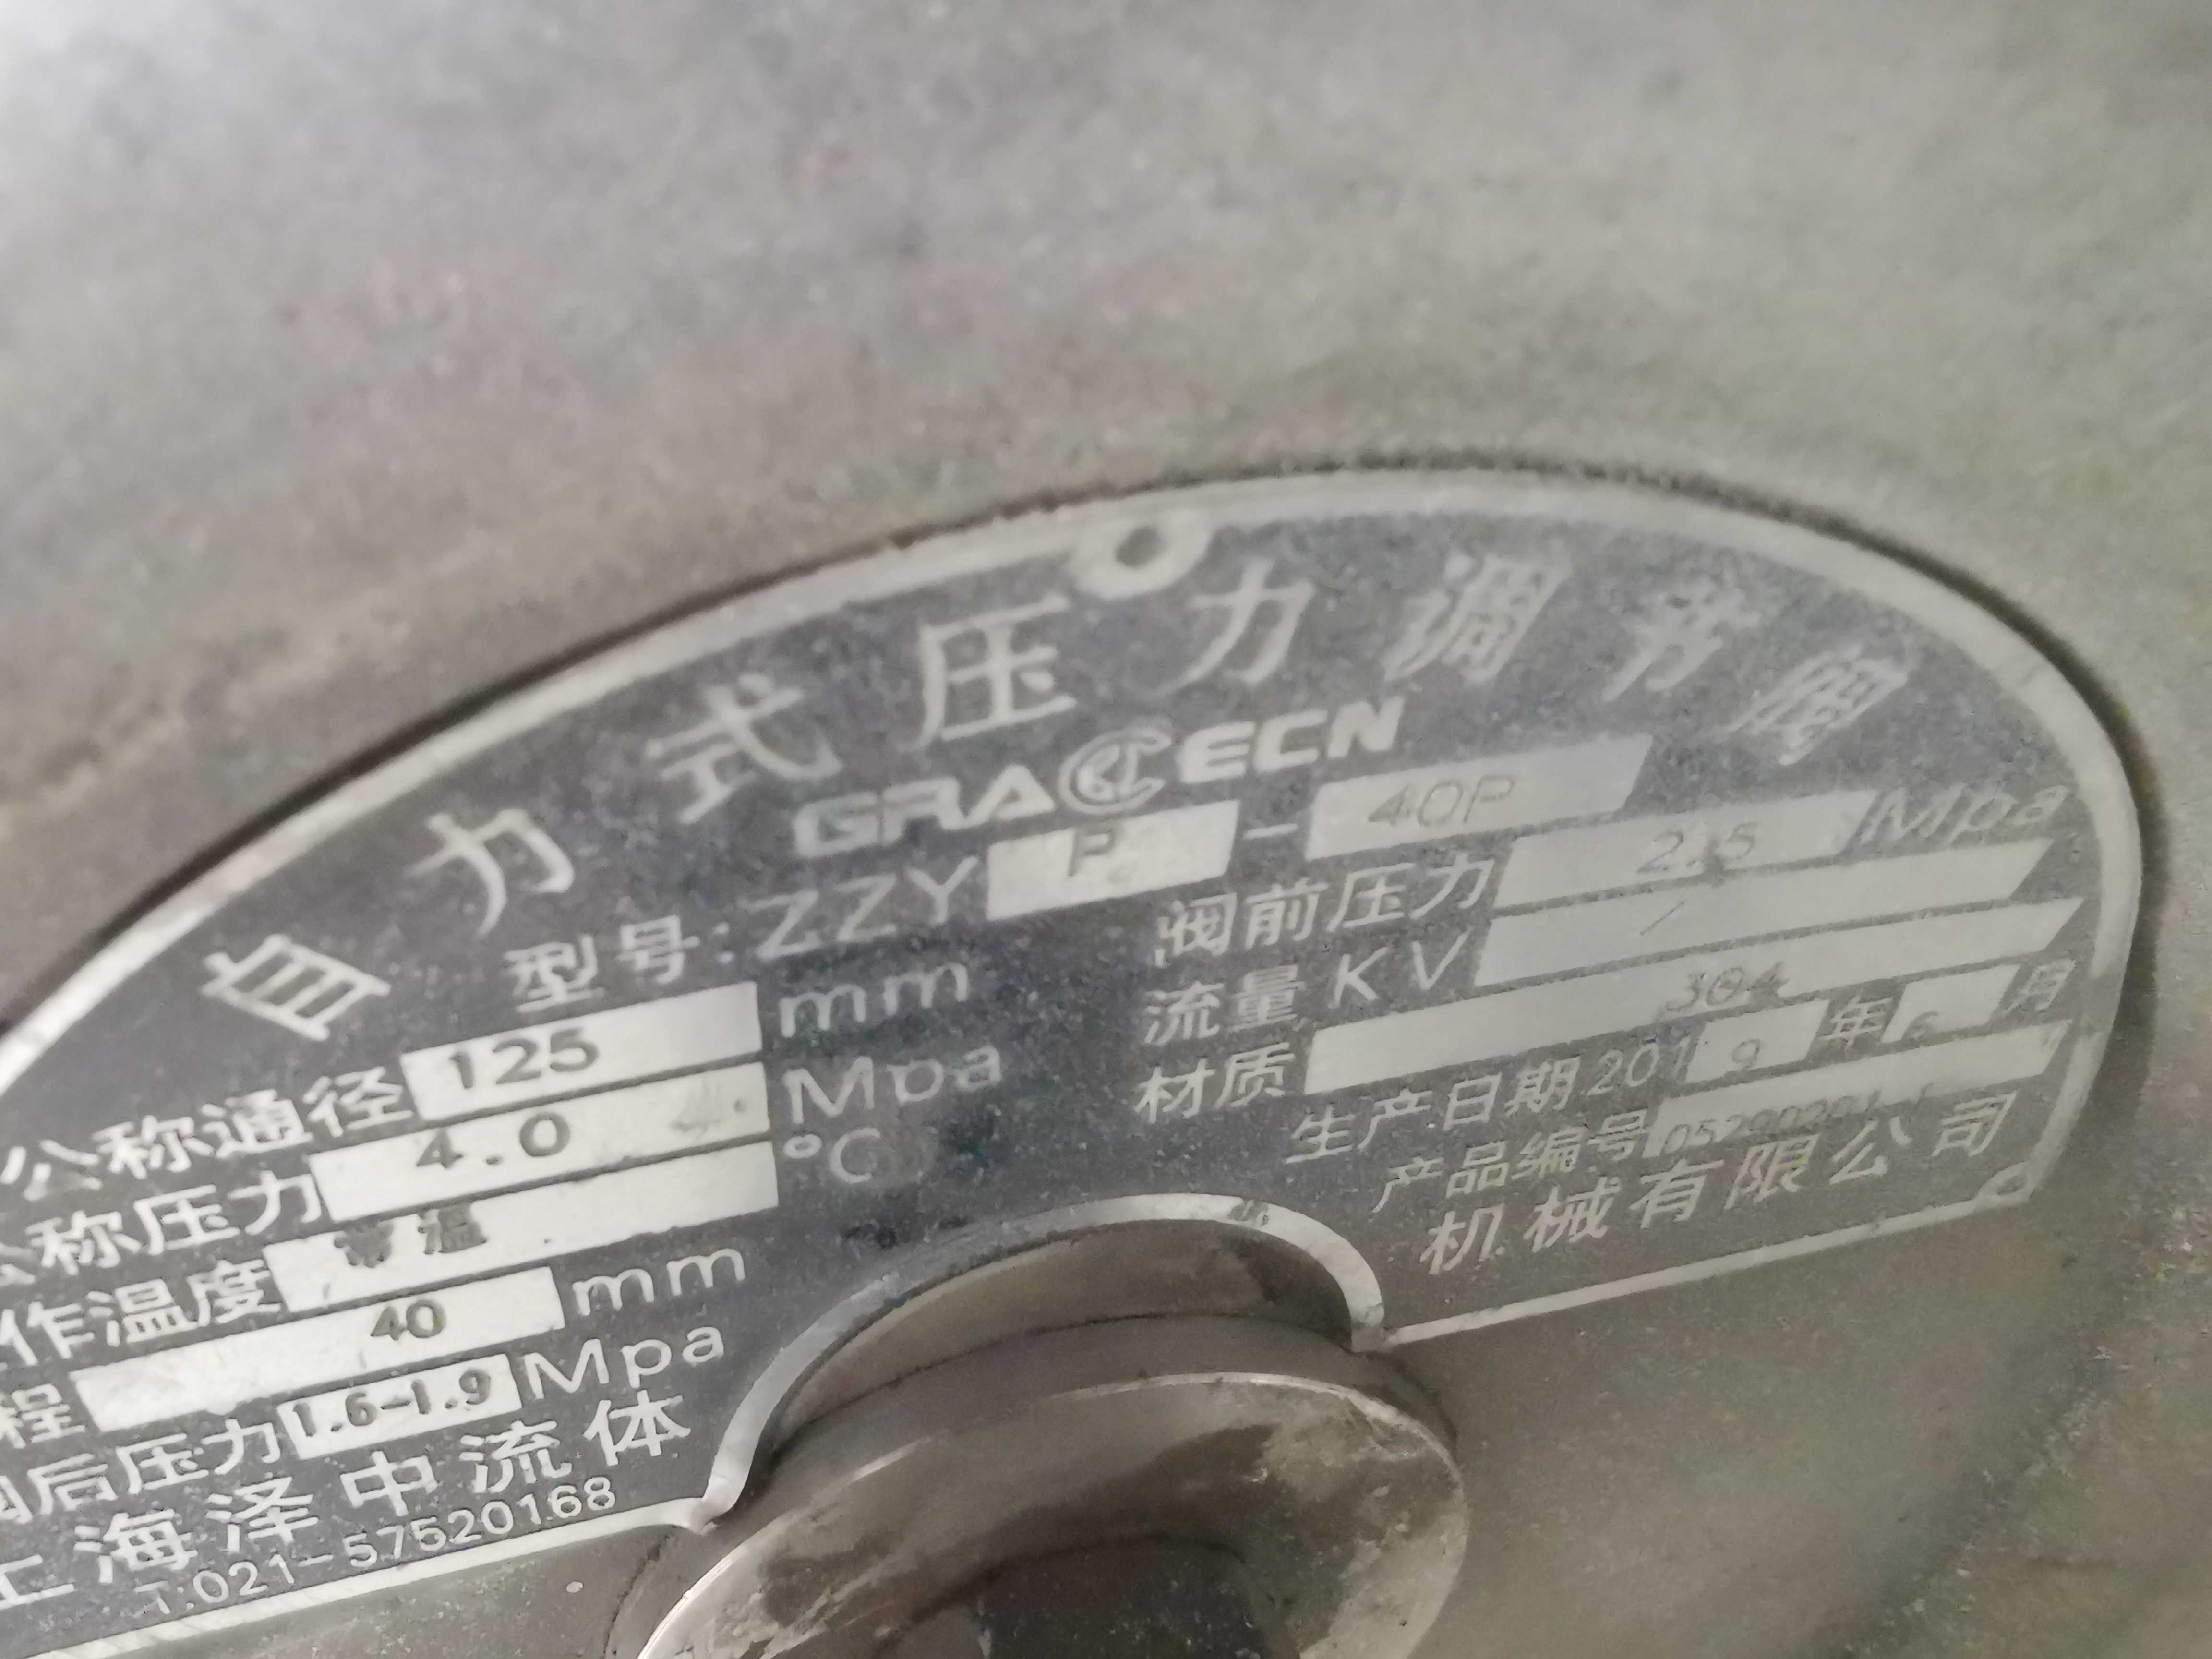 自力式压力调节阀
GRA ECN
型号:ZZY P - 40P
公称通径 125 mm
公称压力 4.0 Mpa
作温度 常温 °C
程 40 mm
阀后压力 1.6-1.9 Mpa
阀前压力 2.5 Mpa
流量KV /
材质 304
生产日期 2019年6月
产品编号
上海泽中流体机械有限公司
T:021-57520168